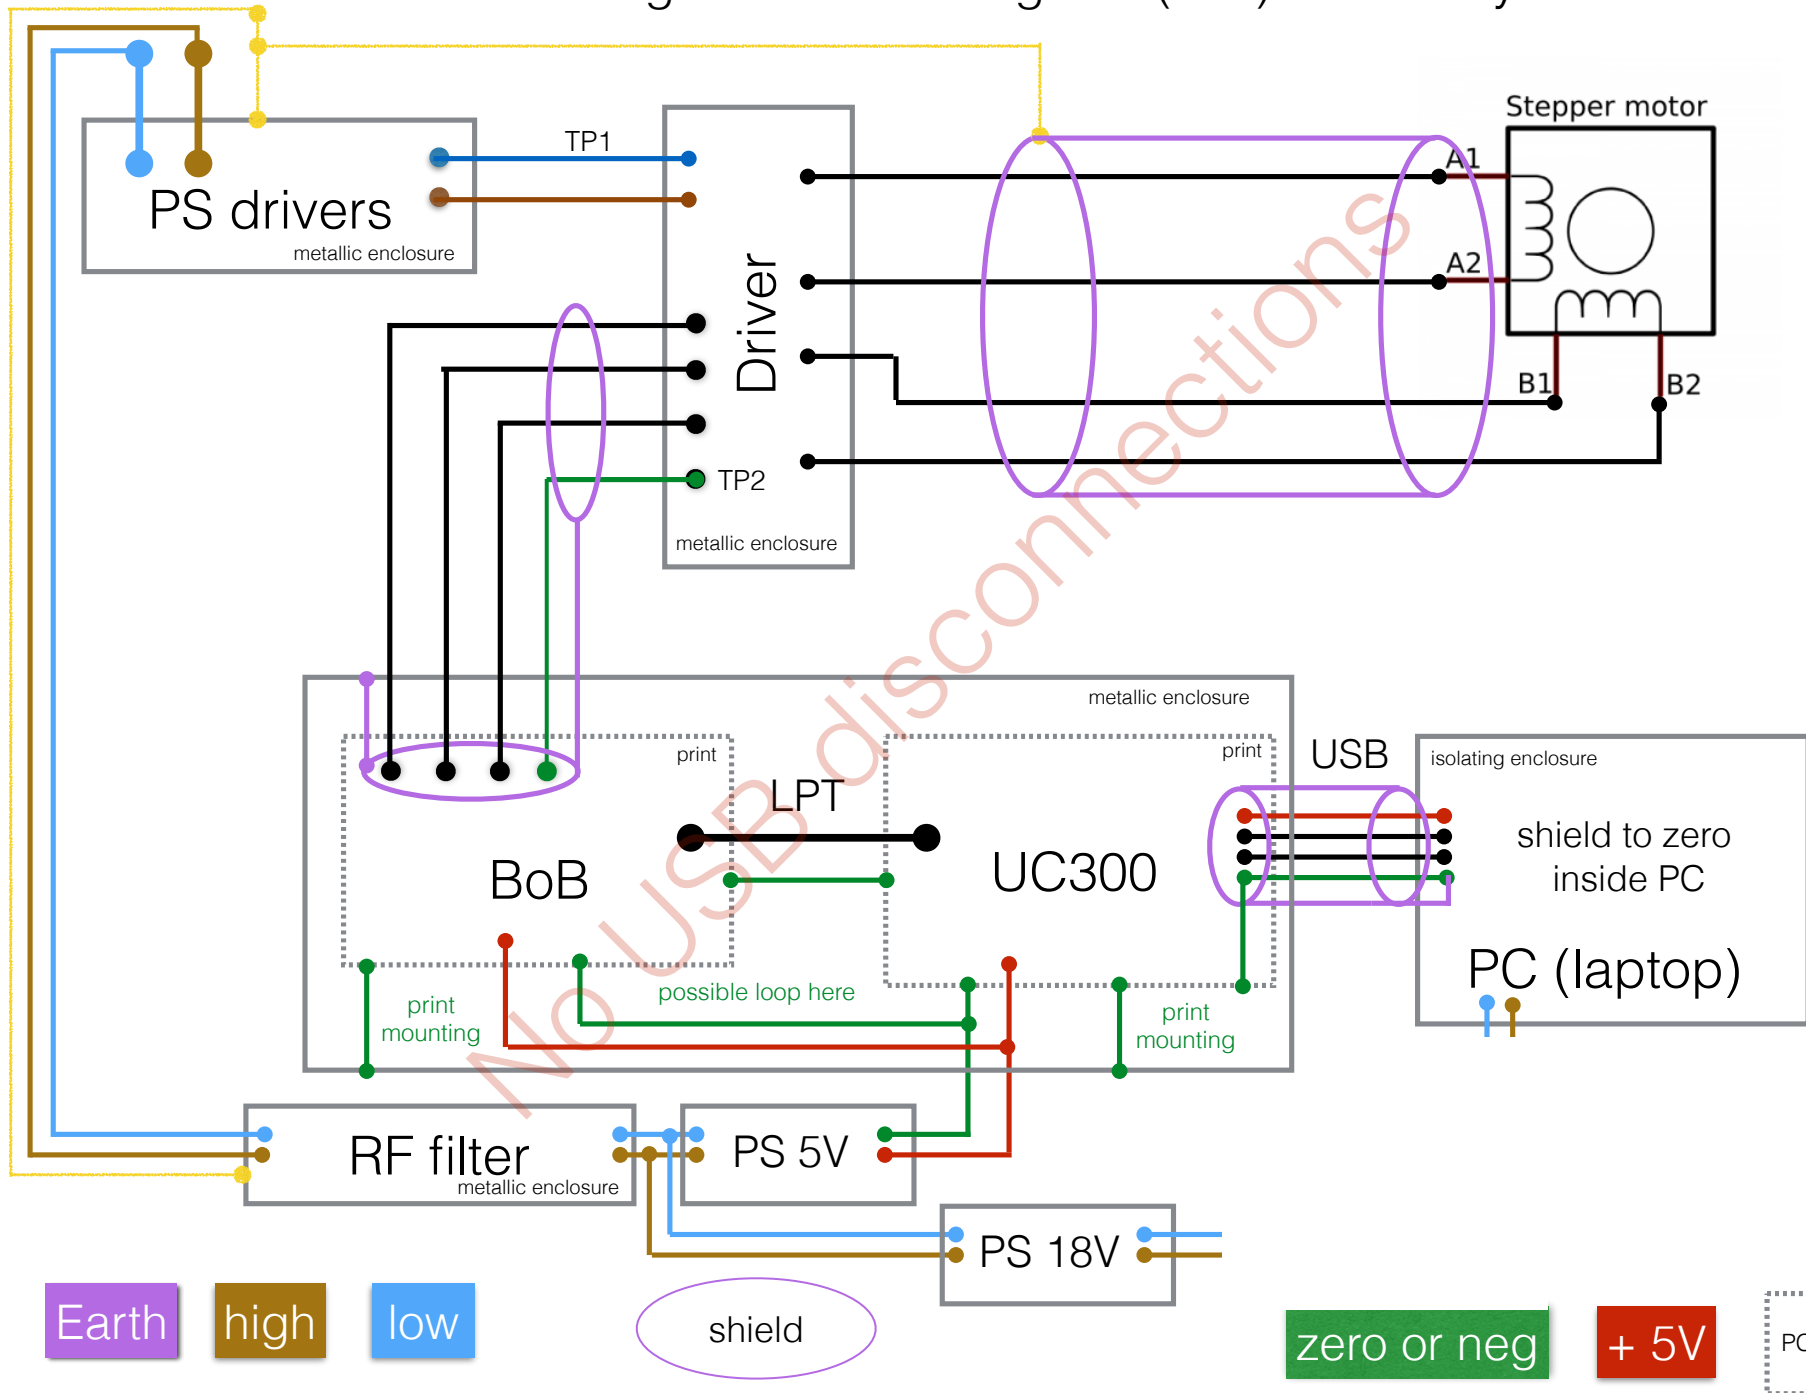 Stepper motor
A1
TP1
PS drivers
metallic enclosure
A2
Driver
B1
B2
TP2
metallic enclosure
No USB disconnections
metallic enclosure
print
print
USB
isolating enclosure
LPT
shield to zero
inside PC
BoB
UC300
PC (laptop)
possible loop here
print
mounting
print
mounting
RF filter
metallic enclosure
PS 5V
PS 18V
Earth
high
low
shield
zero or neg
+ 5V